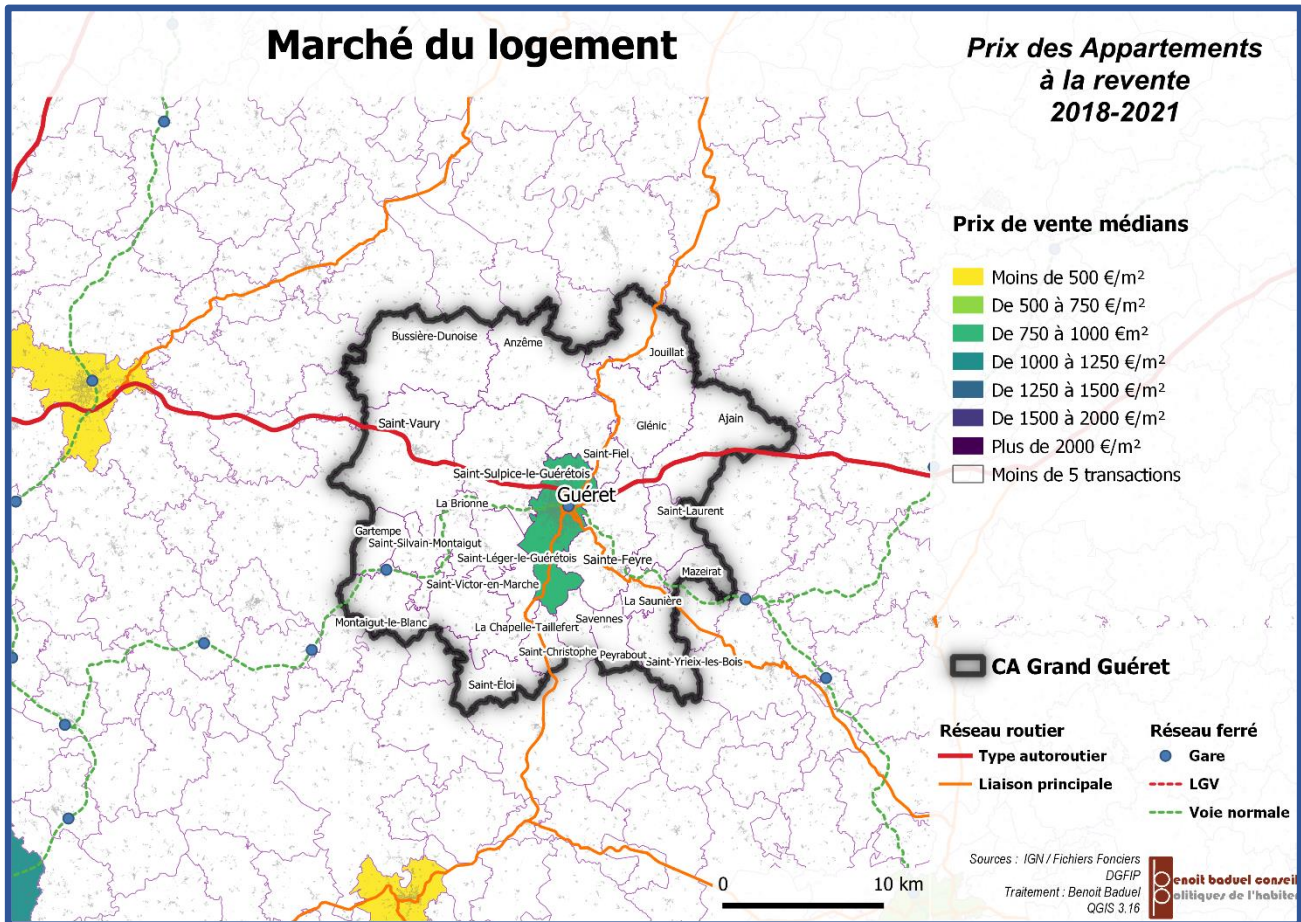 Marché du logement
Prix des Appartements
à la revente
2018-2021
Prix de vente médians
Moins de 500 €/m²
De 500 à 750 €/m²
De 750 à 1000 €m²
De 1000 à 1250 €/m²
De 1250 à 1500 €/m²
De 1500 à 2000 €/m²
Plus de 2000 €/m²
Moins de 5 transactions
Bussière-Dunoise
Anzême
Jouillat
Saint-Vaury
Glénic
Ajain
Saint-Fiel
Saint-Sulpice-le-Guérétois
Guéret
La Brionne
Saint-Laurent
Gartempe
Saint-Silvain-Montaigut
Saint-Léger-le-Guérétois
Sainte-Feyre
Mazeirat
Saint-Victor-en-Marche
La Saunière
Montaigut-le-Blanc
La Chapelle-Taillefert
Savennes
Saint-Christophe
Peyrabout
Saint-Yrieix-les-Bois
Saint-Éloi
CA Grand Guéret
Réseau routier
Type autoroutier
Liaison principale
Réseau ferré
Gare
LGV
Voie normale
0 10 km
Sources : IGN / Fichiers Fonciers
DGFIP
Traitement : Benoit Baduel
QGIS 3.16
benoit baduel conseil
politiques de l'habitat